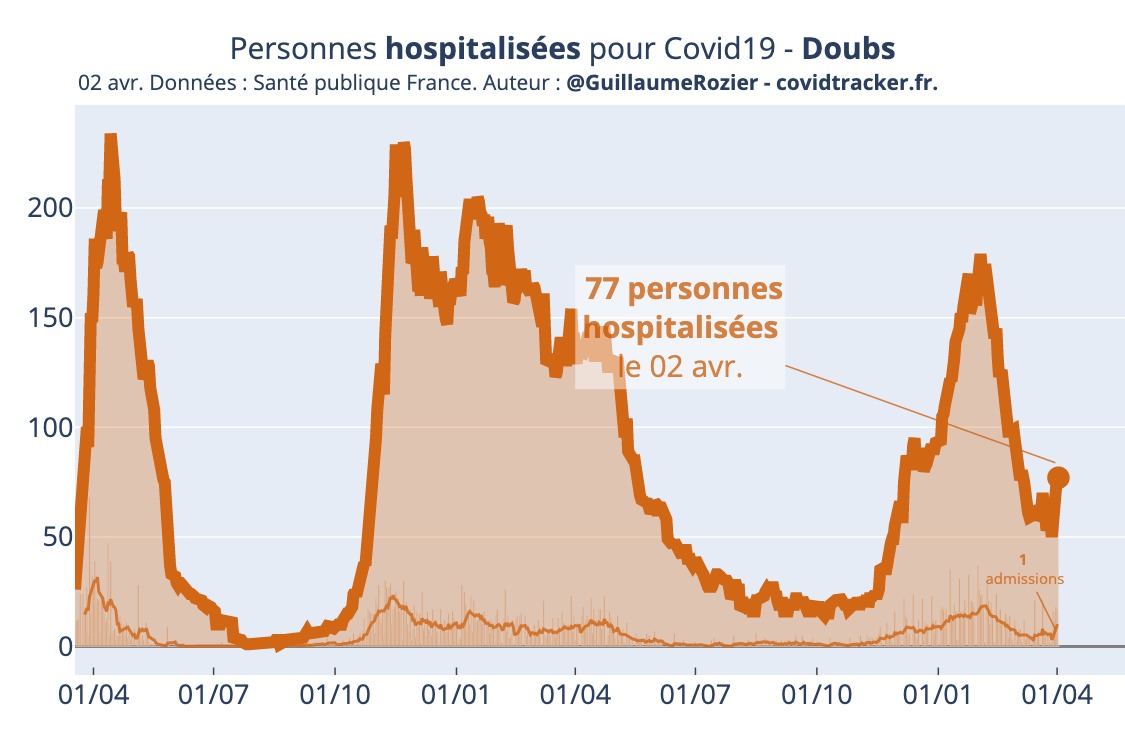 Personnes hospitalisées pour Covid19 - Doubs
02 avr. Données : Santé publique France. Auteur : @GuillaumeRozier - covidtracker.fr.
200
150
100
50
0
77 personnes
hospitalisées
le 02 avr.
1
admissions
01/04
01/07
01/10
01/01
01/04
01/07
01/10
01/01
01/04